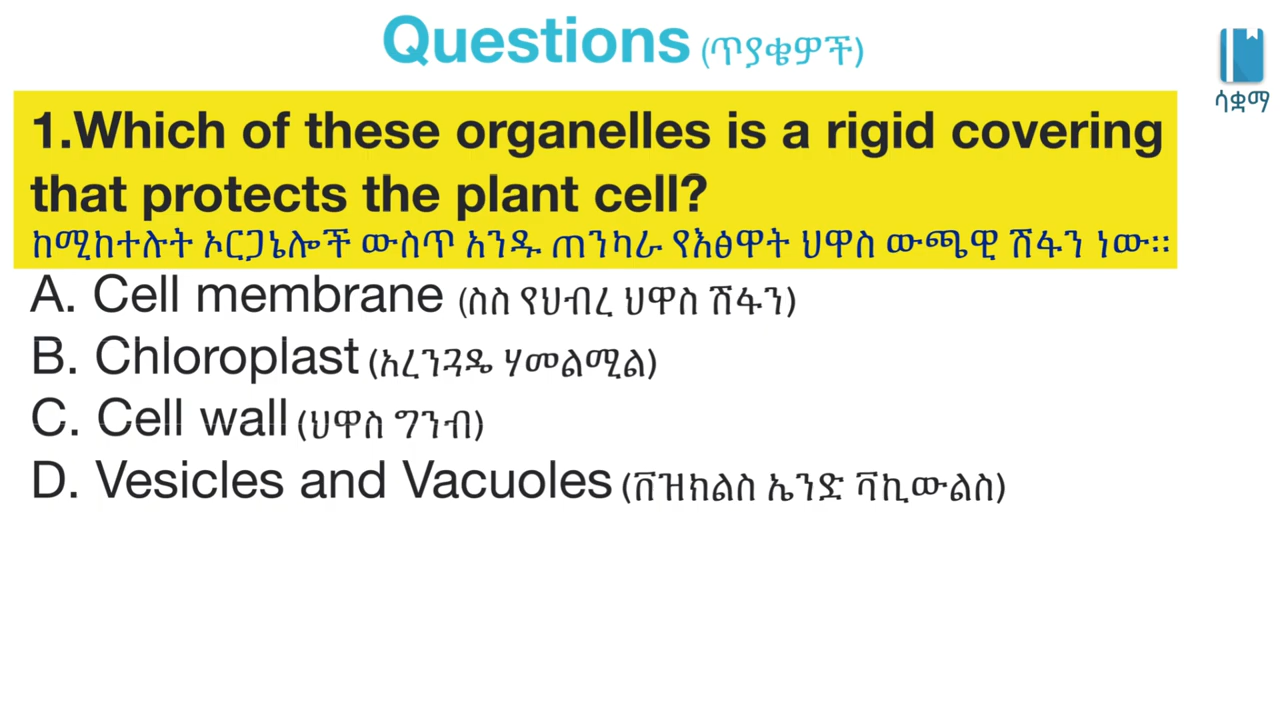 Questions (ጥያቄዎች)
ሳቋማ
1.Which of these organelles is a rigid covering
that protects the plant cell?
ከሚከተሉት ኦርጋኔሎች ውስጥ አንዱ ጠንካራ የእፅዋት ህዋስ ውጫዊ ሽፋን ነው፡፡
A. Cell membrane (ስስ የህብረ ህዋስ ሽፋን)
B. Chloroplast (አረንጓዴ ሃመልሚል)
C. Cell wall (ህዋስ ግንብ)
D. Vesicles and Vacuoles (ቨዝክልስ ኤንድ ቫኪውልስ)